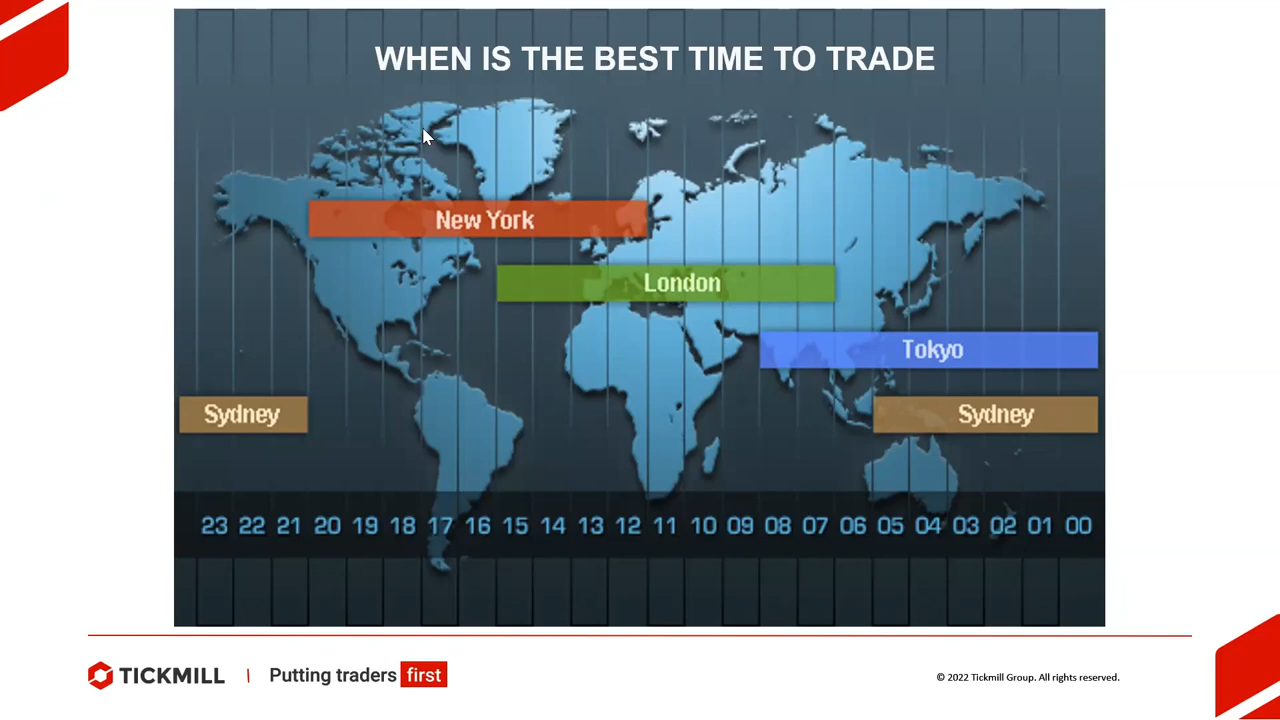 WHEN IS THE BEST TIME TO TRADE
New York
London
Tokyo
Sydney Sydney
23 22 21 20 19 18 17 16 15 14 13 12 11 10 09 08 07 06 05 04 03 02 01 00
TICKMILL | Putting traders first
© 2022 Tickmill Group. All rights reserved.